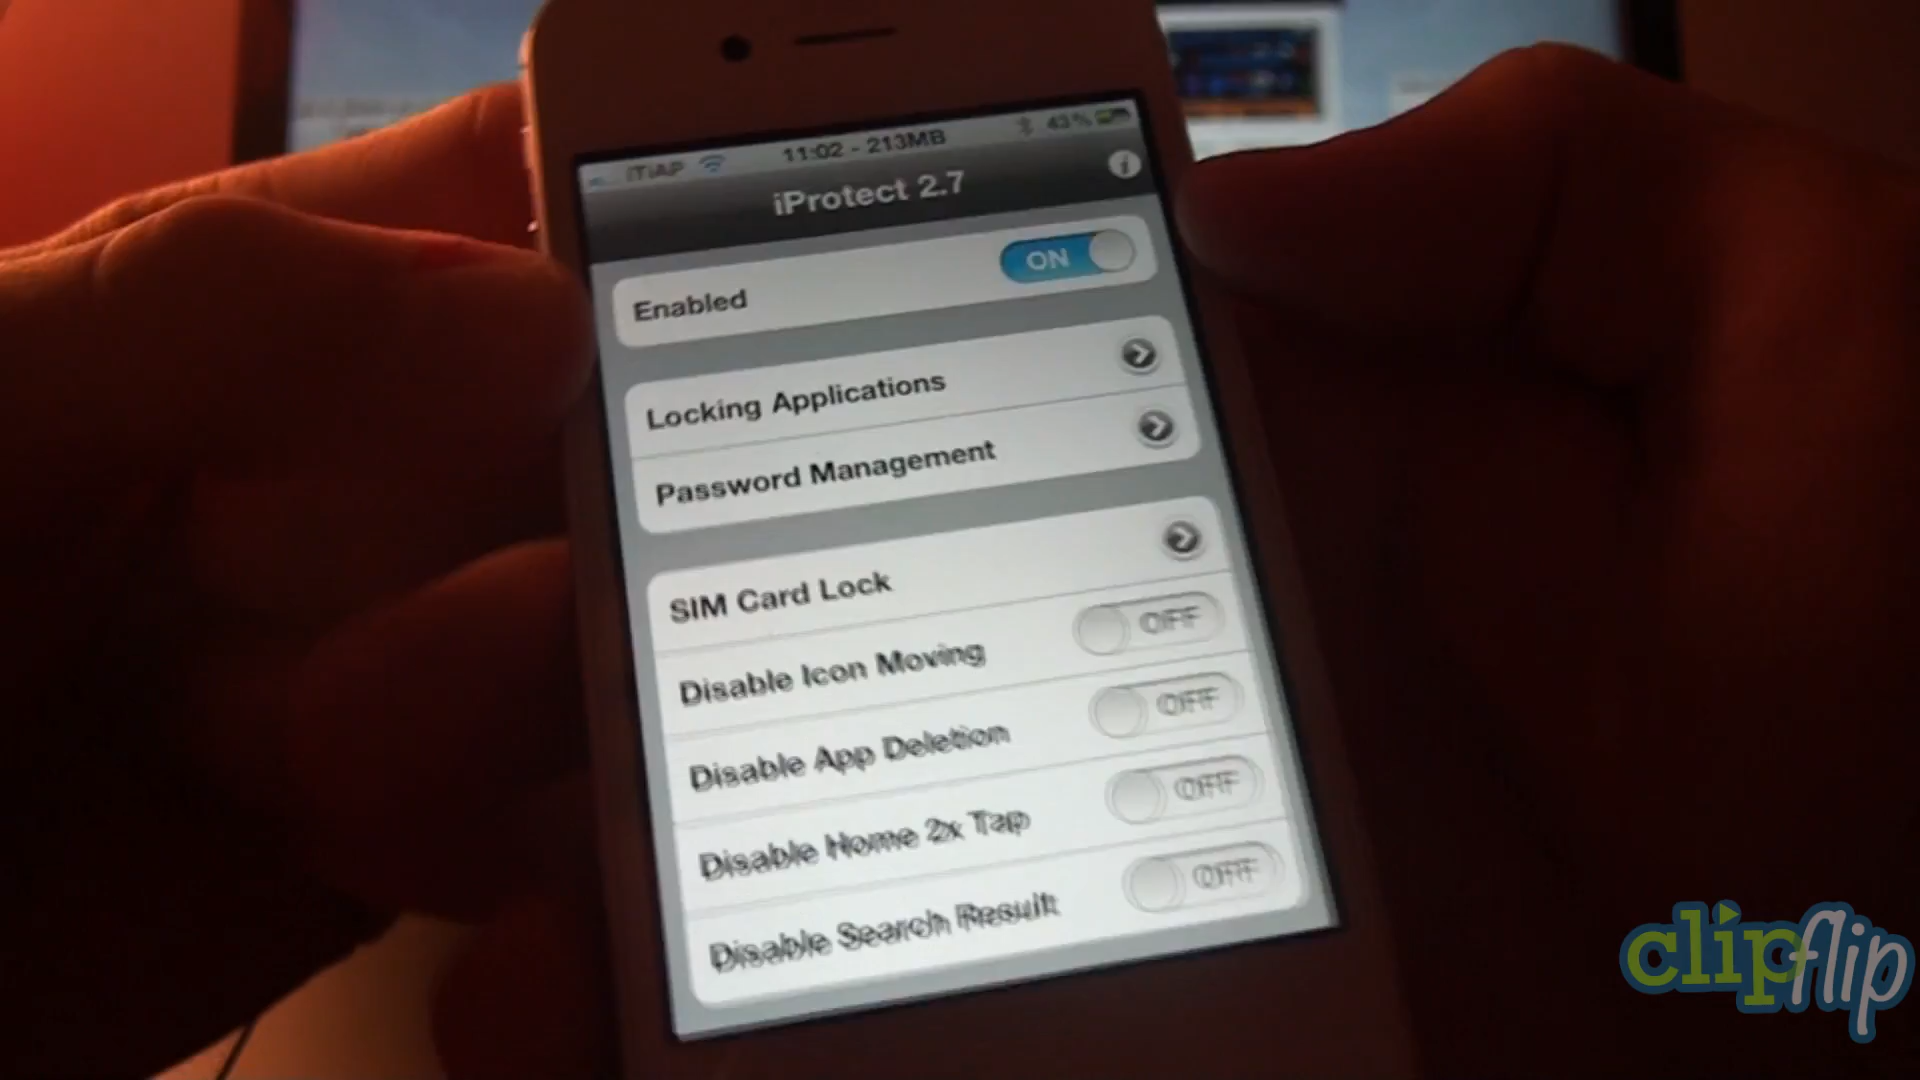 iTiAP 11:02 - 213MB 43%
iProtect 2.7
Enabled ON
Locking Applications
Password Management
SIM Card Lock
Disable Icon Moving OFF
Disable App Deletion OFF
Disable Home 2x Tap OFF
Disable Search Result OFF
clipflip